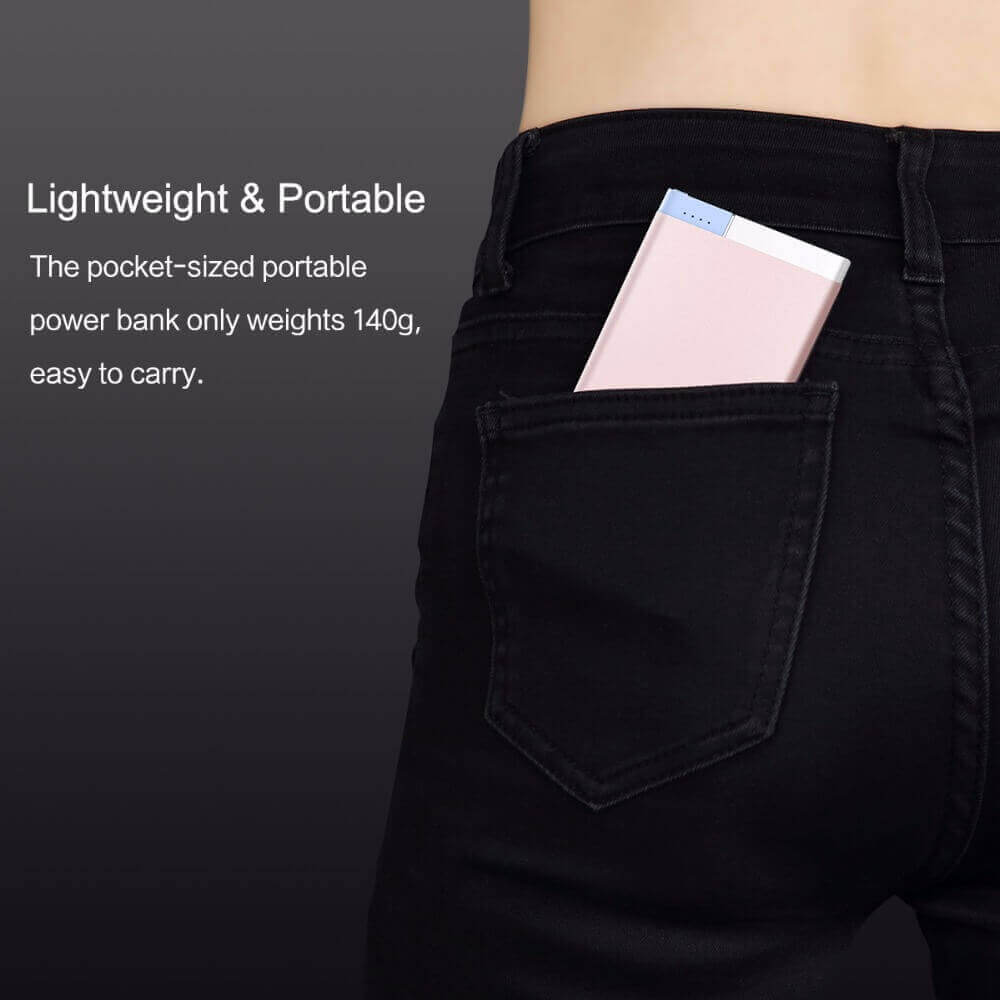 Lightweight & Portable
The pocket-sized portable
power bank only weights 140g,
easy to carry.